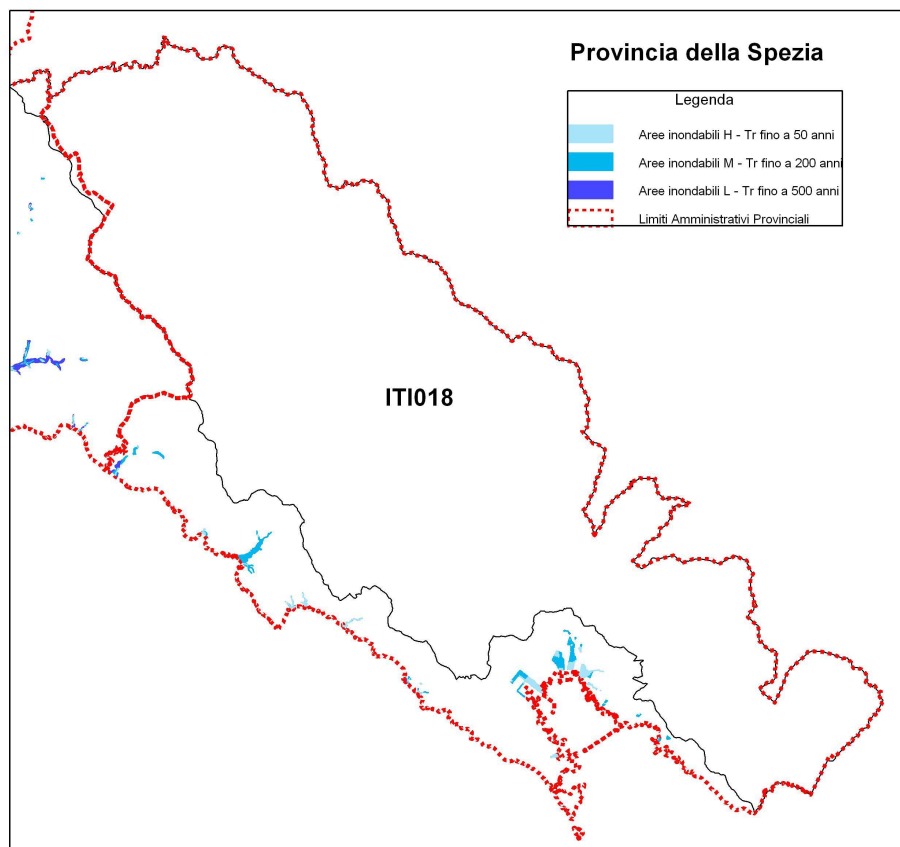 Provincia della Spezia
Legenda
Aree inondabili H - Tr fino a 50 anni
Aree inondabili M - Tr fino a 200 anni
Aree inondabili L - Tr fino a 500 anni
Limiti Amministrativi Provinciali
ITI018